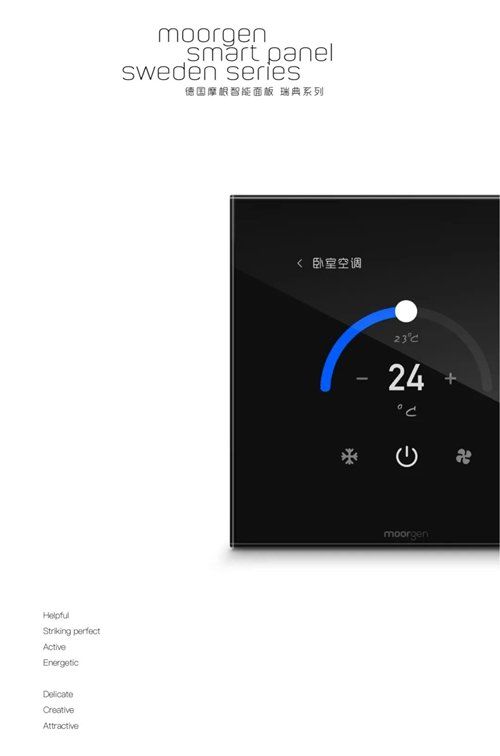 moorgen
smart panel
sweden series
德国摩根智能面板 瑞典系列
< 卧室空调
23°C
− 24 +
°C
moorgen
Helpful
Striking perfect
Active
Energetic
Delicate
Creative
Attractive